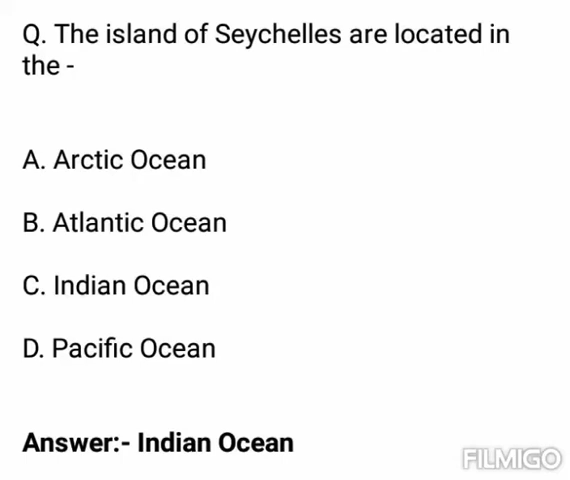 Q. The island of Seychelles are located in
the -
A. Arctic Ocean
B. Atlantic Ocean
C. Indian Ocean
D. Pacific Ocean
Answer:- Indian Ocean
FILMIGO